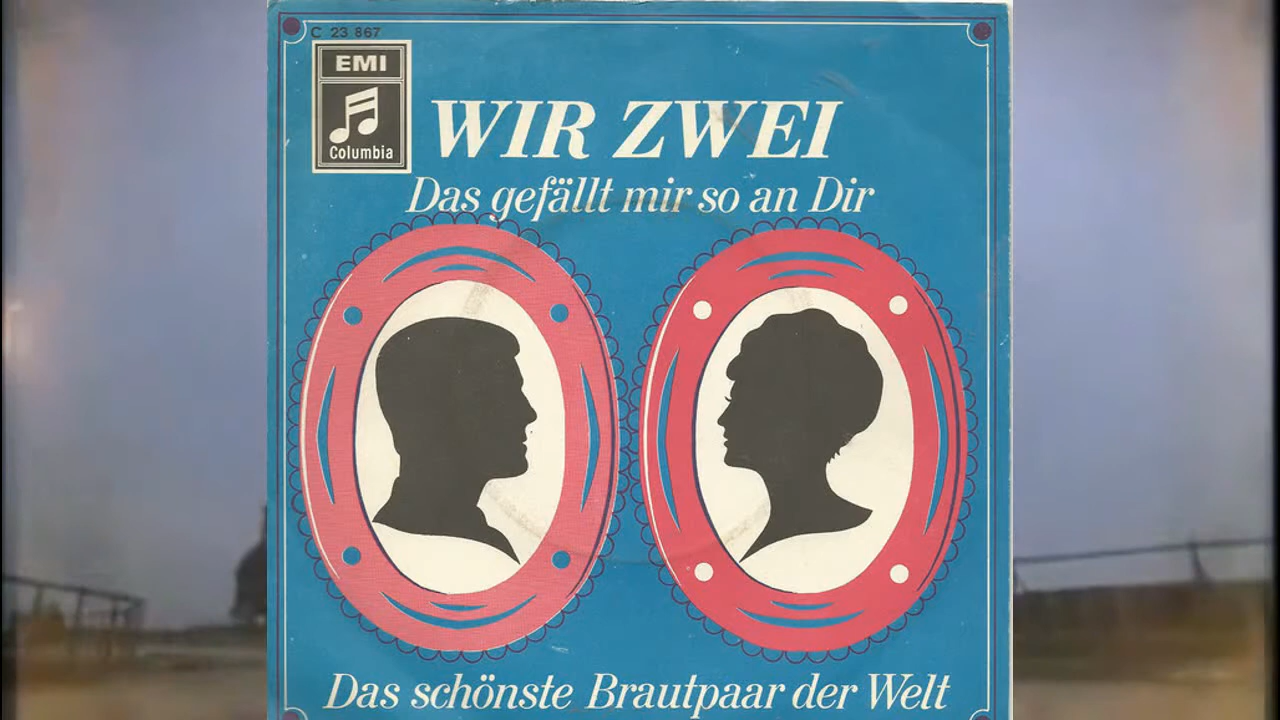 C 23 867
EMI
Columbia
WIR ZWEI
Das gefällt mir so an Dir
Das schönste Brautpaar der Welt